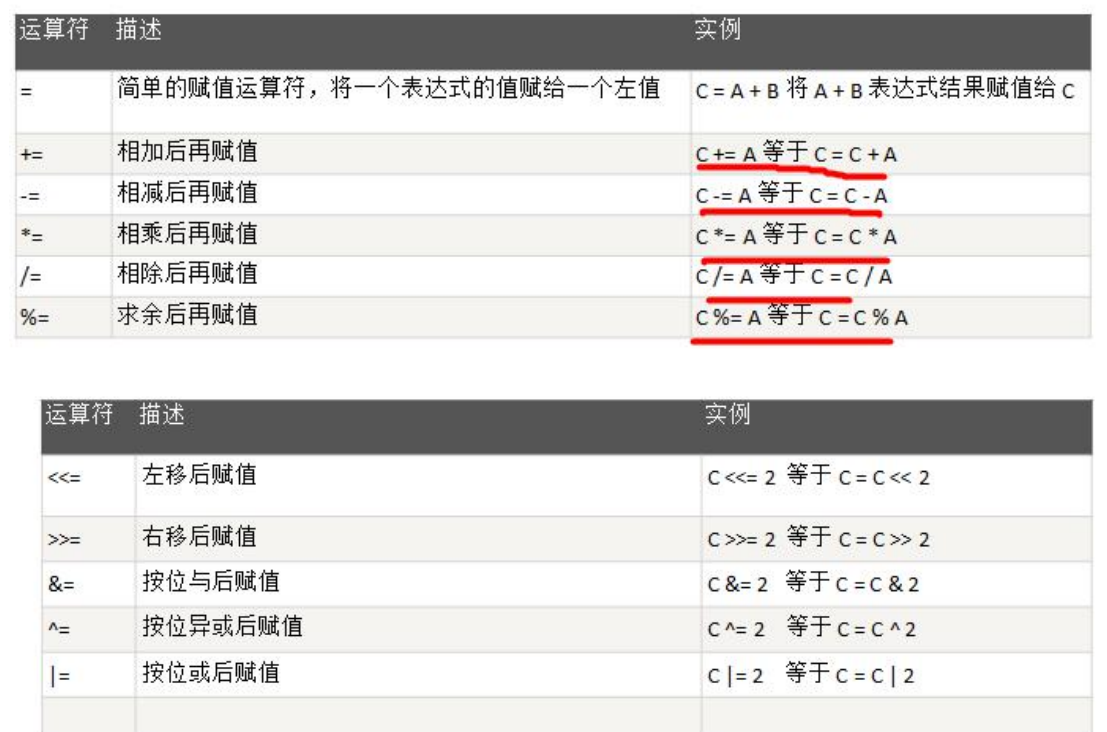 运算符 描述 实例
= 简单的赋值运算符，将一个表达式的值赋给一个左值 C = A + B 将 A + B 表达式结果赋值给 C
+= 相加后再赋值 C += A 等于 C = C + A
-= 相减后再赋值 C -= A 等于 C = C - A
*= 相乘后再赋值 C *= A 等于 C = C * A
/= 相除后再赋值 C /= A 等于 C = C / A
%= 求余后再赋值 C %= A 等于 C = C % A
运算符 描述 实例
<<= 左移后赋值 C <<= 2 等于 C = C << 2
>>= 右移后赋值 C >>= 2 等于 C = C >> 2
&= 按位与后赋值 C &= 2 等于 C = C & 2
^= 按位异或后赋值 C ^= 2 等于 C = C ^ 2
|= 按位或后赋值 C |= 2 等于 C = C | 2